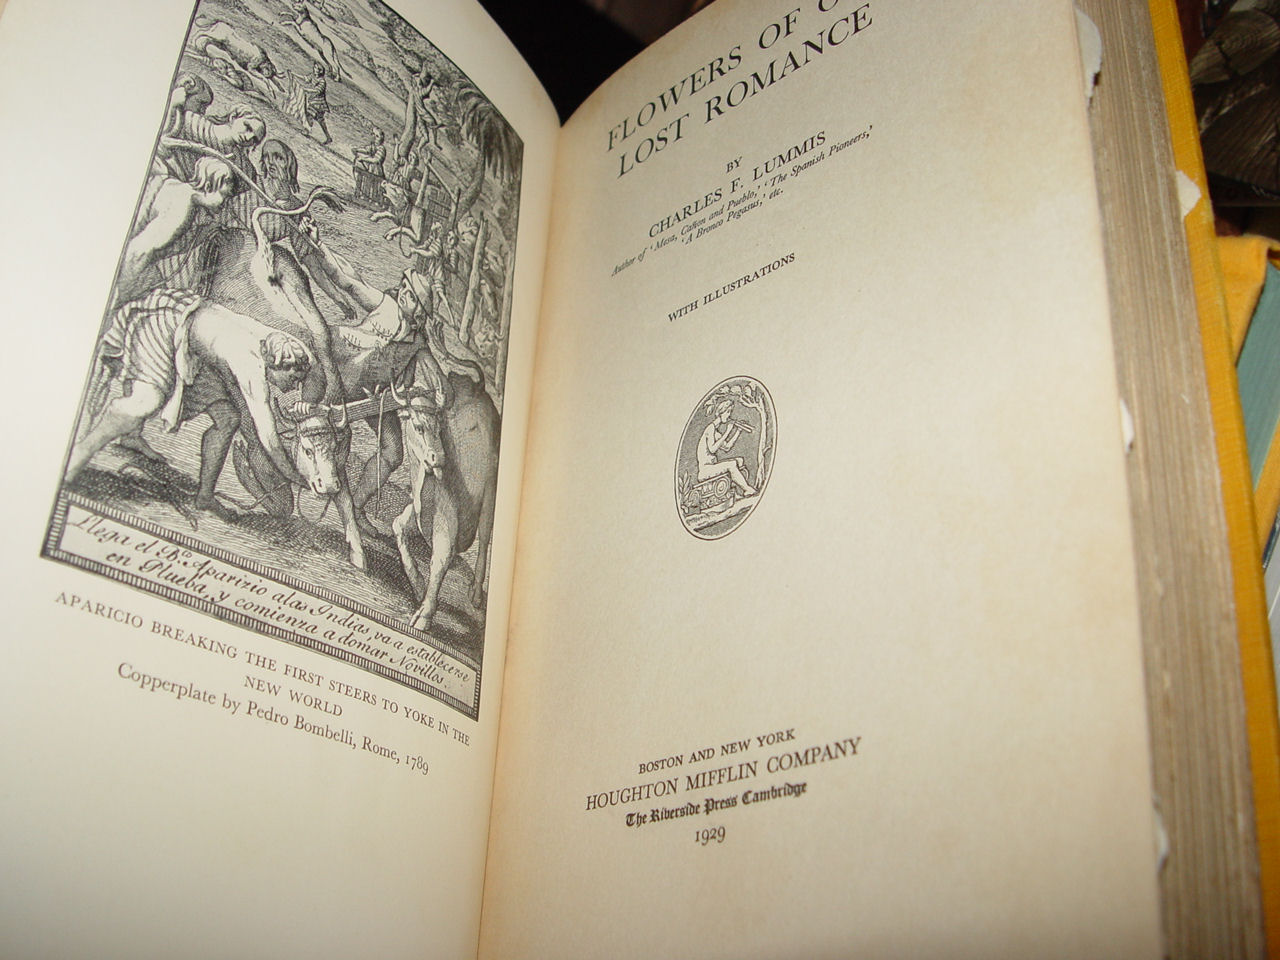 Llega el B.to Aparizio alas Indias, va a establecerse
en Plueba, y comienza a domar Novillos.
APARICIO BREAKING THE FIRST STEERS TO YOKE IN THE
NEW WORLD
Copperplate by Pedro Bombelli, Rome, 1789
FLOWERS OF
LOST ROMANCE
BY
CHARLES F. LUMMIS
Author of 'Mesa, Cañon and Pueblo,' 'The Spanish Pioneers,'
'A Bronco Pegasus,' etc.
WITH ILLUSTRATIONS
BOSTON AND NEW YORK
HOUGHTON MIFFLIN COMPANY
The Riverside Press Cambridge
1929